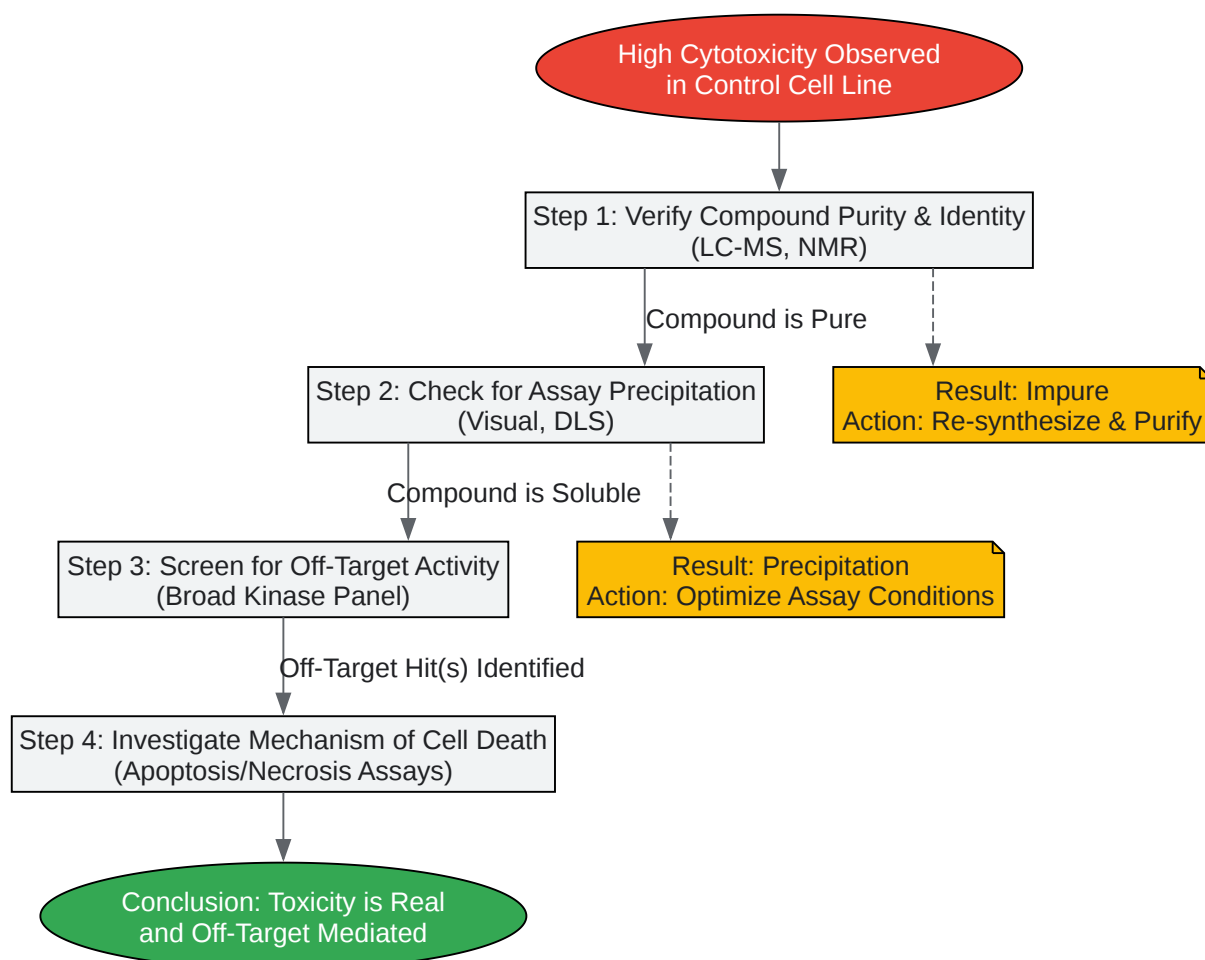 High Cytotoxicity Observed
in Control Cell Line
Step 1: Verify Compound Purity & Identity
(LC-MS, NMR)
Compound is Pure
Step 2: Check for Assay Precipitation
(Visual, DLS)
Result: Impure
Action: Re-synthesize & Purify
Compound is Soluble
Step 3: Screen for Off-Target Activity
(Broad Kinase Panel)
Result: Precipitation
Action: Optimize Assay Conditions
Off-Target Hit(s) Identified
Step 4: Investigate Mechanism of Cell Death
(Apoptosis/Necrosis Assays)
Conclusion: Toxicity is Real
and Off-Target Mediated